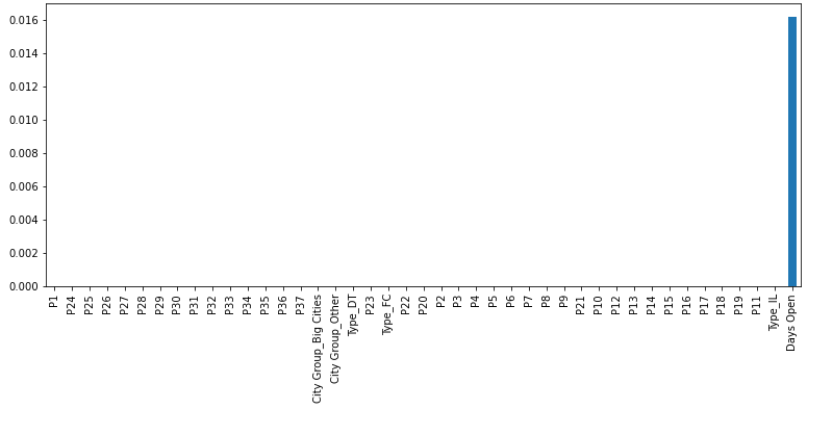 0.016
0.014
0.012
0.010
0.008
0.006
0.004
0.002
0.000
P1
P24
P25
P26
P27
P28
P29
P30
P31
P32
P33
P34
P35
P36
P37
City Group_Big Cities
City Group_Other
Type_DT
P23
Type_FC
P22
P20
P2
P3
P4
P5
P6
P7
P8
P9
P21
P10
P12
P13
P14
P15
P16
P17
P18
P19
P11
Type_IL
Days Open